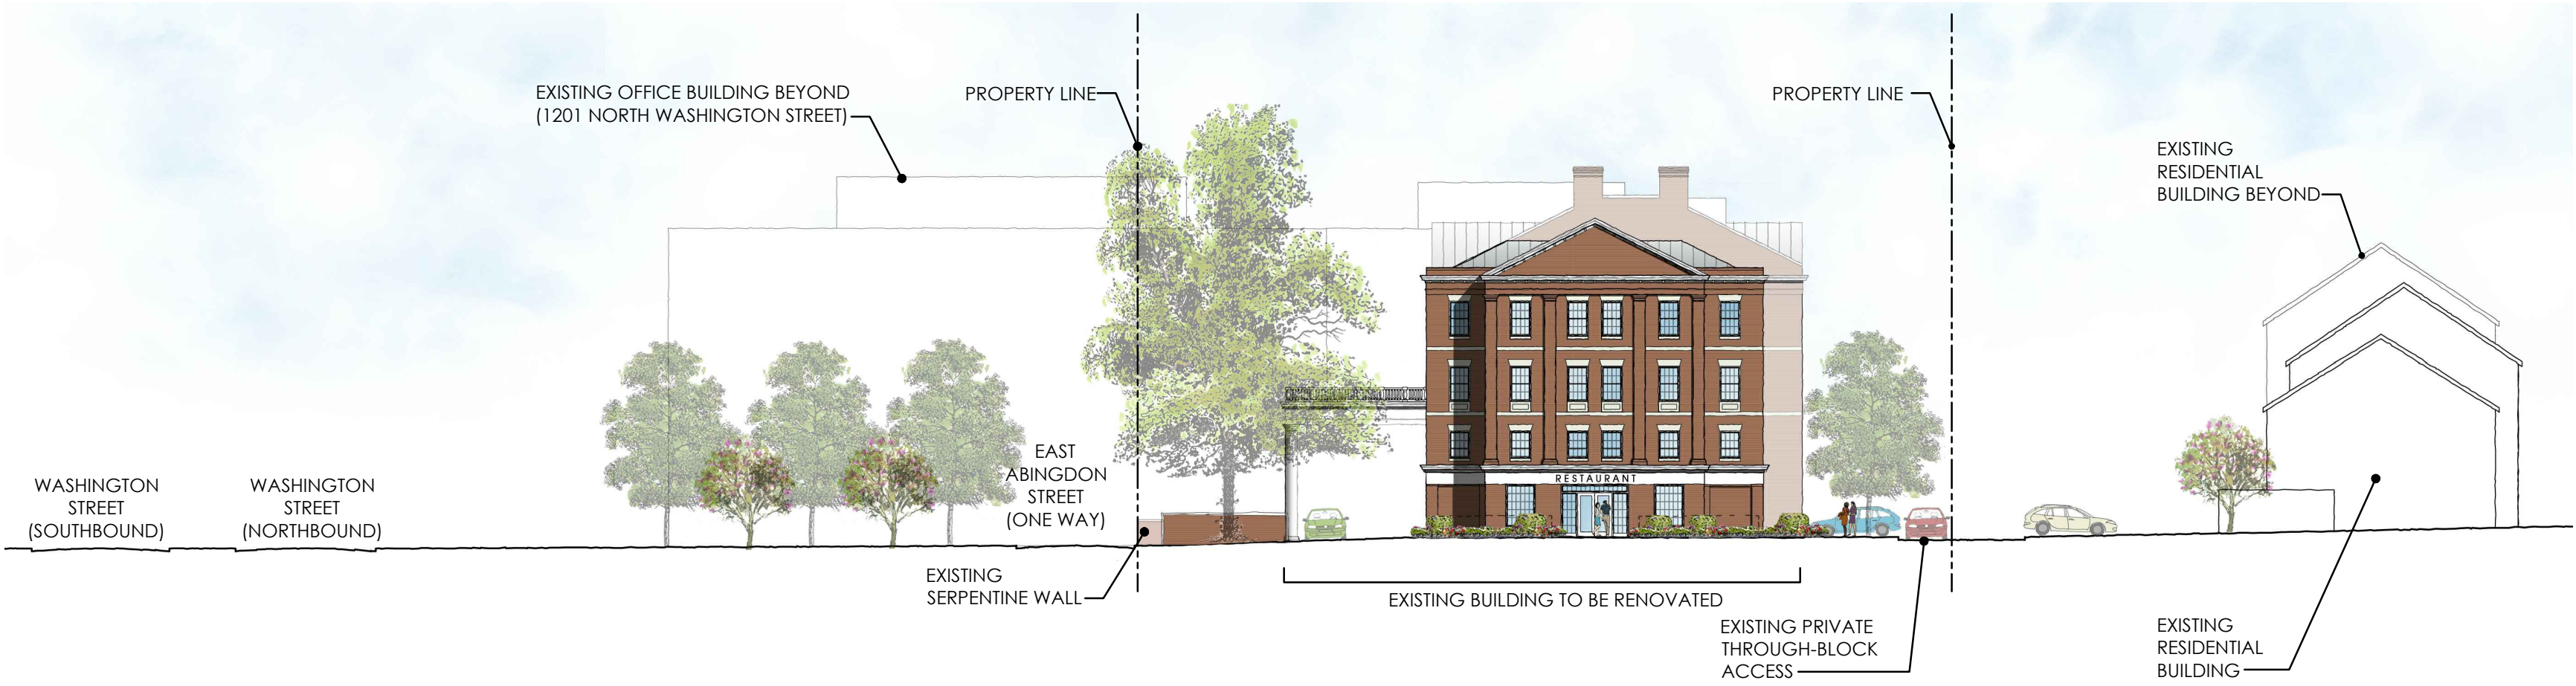 EXISTING OFFICE BUILDING BEYOND
(1201 NORTH WASHINGTON STREET)
PROPERTY LINE
PROPERTY LINE
EXISTING
RESIDENTIAL
BUILDING BEYOND
WASHINGTON
STREET
(SOUTHBOUND)
WASHINGTON
STREET
(NORTHBOUND)
EAST
ABINGDON
STREET
(ONE WAY)
RESTAURANT
EXISTING
SERPENTINE WALL
EXISTING BUILDING TO BE RENOVATED
EXISTING PRIVATE
THROUGH-BLOCK
ACCESS
EXISTING
RESIDENTIAL
BUILDING